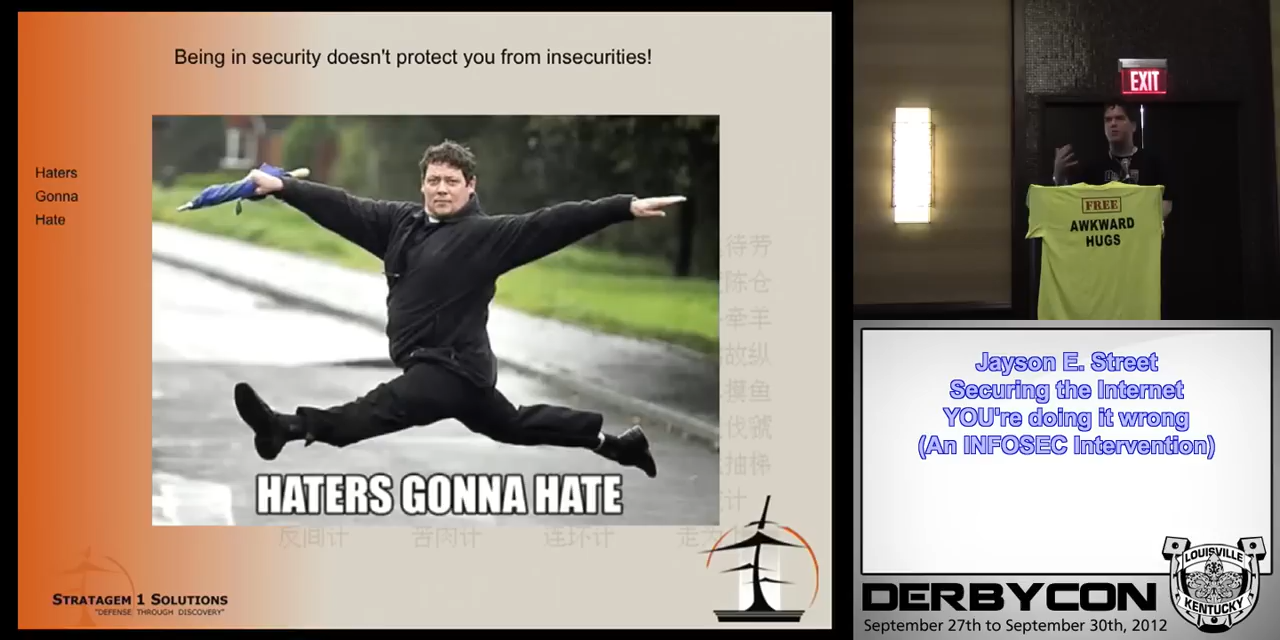 Being in security doesn't protect you from insecurities!
Haters
Gonna
Hate
HATERS GONNA HATE
待劳
陈仓
牵羊
故纵
摸鱼
伐虢
抽梯
计
反间计 苦肉计 连环计 走为
STRATAGEM 1 SOLUTIONS
"DEFENSE THROUGH DISCOVERY"
EXIT
FREE
AWKWARD
HUGS
Jayson E. Street
Securing the Internet
YOU're doing it wrong
(An INFOSEC Intervention)
LOUISVILLE
KENTUCKY
DERBYCON
September 27th to September 30th, 2012